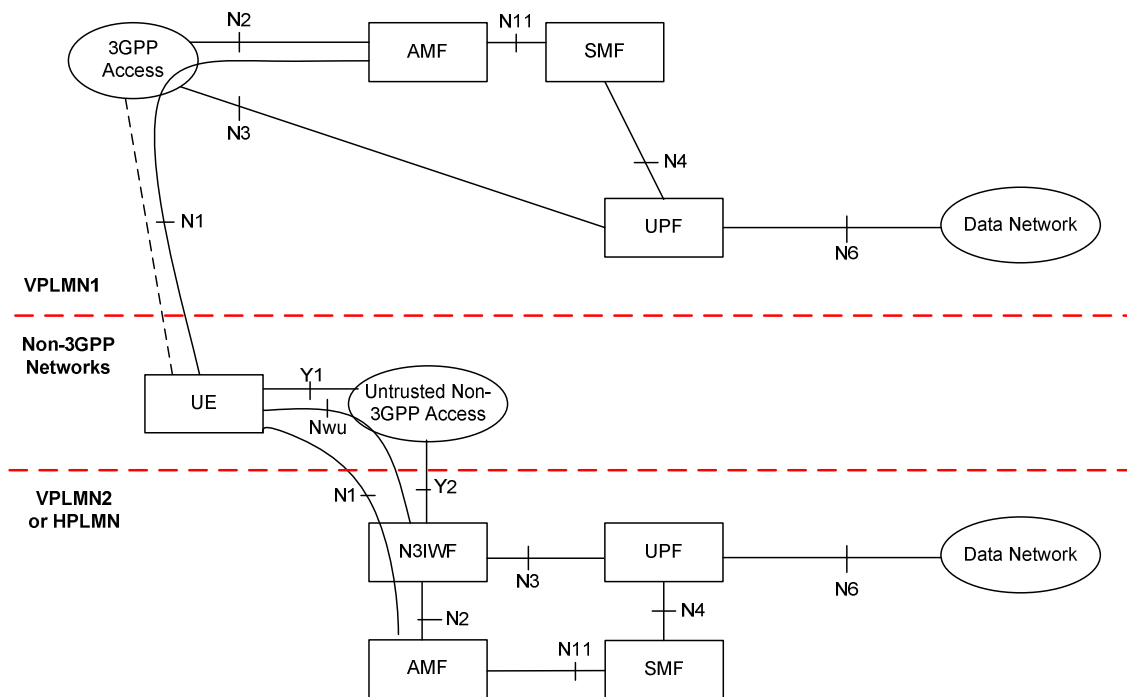 N2
N11
3GPP
Access
AMF
SMF
N3
N4
N1
UPF
Data Network
N6
VPLMN1
Non-3GPP
Networks
Y1
Untrusted Non-
3GPP Access
UE
Nwu
VPLMN2
or HPLMN
N1
Y2
N3IWF
UPF
Data Network
N3
N6
N2
N4
N11
AMF
SMF